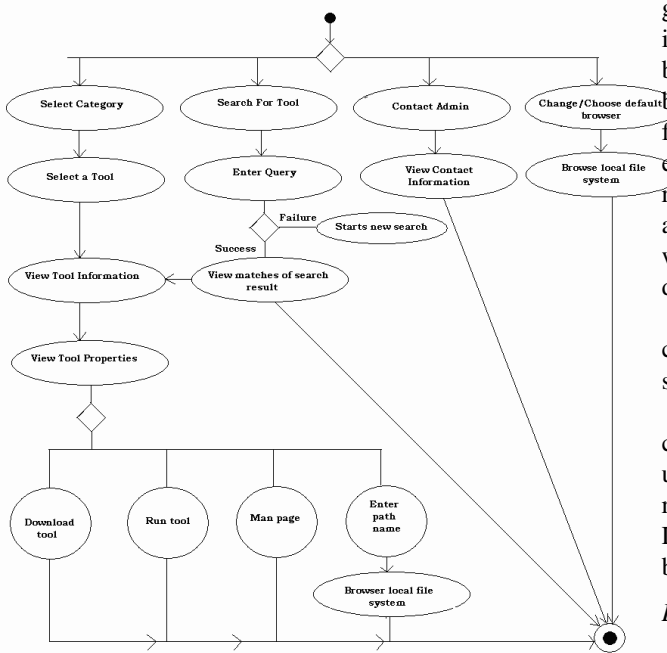 Select Category
Search For Tool
Contact Admin
Change/Choose default
browser
Select a Tool
Enter Query
View Contact
Information
Browse local file
system
Failure
Starts new search
Success
View Tool Information
View matches of search
result
View Tool Properties
Download
tool
Run tool
Man page
Enter
path
name
Browser local file
system